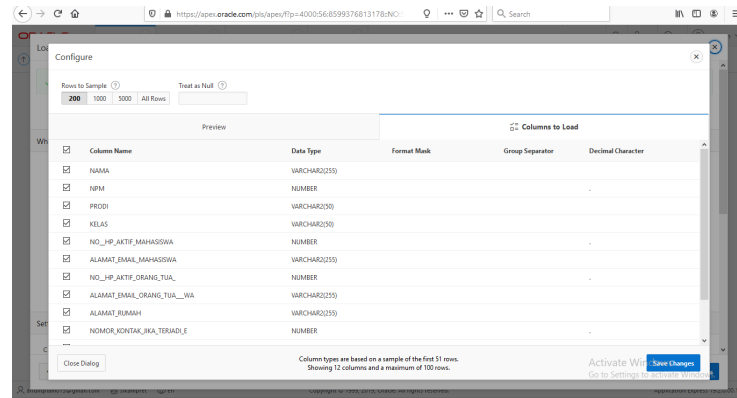 https://apex.oracle.com/pls/apex/f?p=4000:56:8599376813178::NO:
Search
Configure
Rows to Sample
Treat as Null
200 1000 5000 All Rows
Preview
Columns to Load
Column Name Data Type Format Mask Group Separator Decimal Character
NAMA VARCHAR2(255)
NPM NUMBER .
PRODI VARCHAR2(50)
KELAS VARCHAR2(50)
NO__HP_AKTIF_MAHASISWA NUMBER .
ALAMAT_EMAIL_MAHASISWA VARCHAR2(255)
NO__HP_AKTIF_ORANG_TUA_ NUMBER .
ALAMAT_EMAIL_ORANG_TUA___WA VARCHAR2(255)
ALAMAT_RUMAH VARCHAR2(255)
NOMOR_KONTAK_JIKA_TERJADI_E NUMBER .
Close Dialog
Column types are based on a sample of the first 51 rows.
Showing 12 columns and a maximum of 100 rows.
Save Changes
Activate Win
Go to Settings to activate Windows.